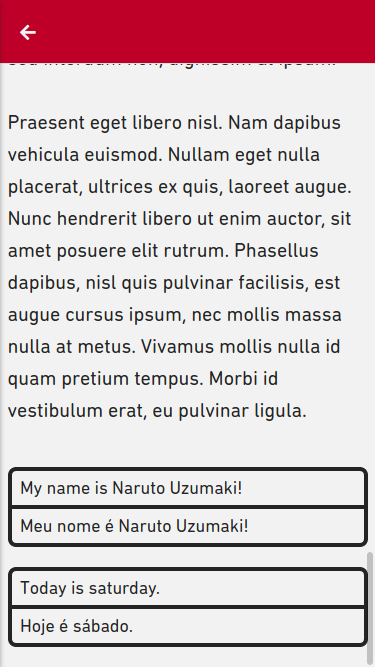 Praesent eget libero nisl. Nam dapibus
vehicula euismod. Nullam eget nulla
placerat, ultrices ex quis, laoreet augue.
Nunc hendrerit libero ut enim auctor, sit
amet posuere elit rutrum. Phasellus
dapibus, nisl quis pulvinar facilisis, est
augue cursus ipsum, nec mollis massa
nulla at metus. Vivamus mollis nulla id
quam pretium tempus. Morbi id
vestibulum erat, eu pulvinar ligula.
My name is Naruto Uzumaki!
Meu nome é Naruto Uzumaki!
Today is saturday.
Hoje é sábado.